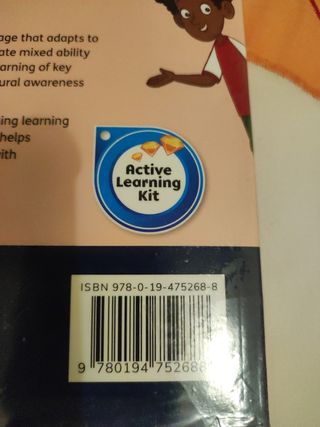 age that adapts to
ate mixed ability
arning of key
ural awareness
ing learning
helps
ith
Active
Learning
Kit
ISBN 978-0-19-475268-8
9 780194 752688